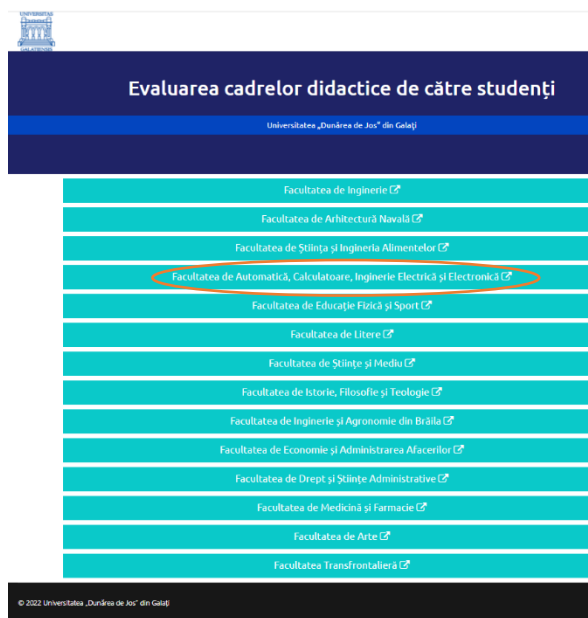 UNIVERSITAS
GALATIENSIS
Evaluarea cadrelor didactice de către studenți
Universitatea „Dunărea de Jos" din Galați
Facultatea de Inginerie
Facultatea de Arhitectură Navală
Facultatea de Știința și Ingineria Alimentelor
Facultatea de Automatică, Calculatoare, Inginerie Electrică și Electronică
Facultatea de Educație Fizică și Sport
Facultatea de Litere
Facultatea de Științe și Mediu
Facultatea de Istorie, Filosofie și Teologie
Facultatea de Inginerie și Agronomie din Brăila
Facultatea de Economie și Administrarea Afacerilor
Facultatea de Drept și Științe Administrative
Facultatea de Medicină și Farmacie
Facultatea de Arte
Facultatea Transfrontalieră
© 2022 Universitatea „Dunărea de Jos" din Galați